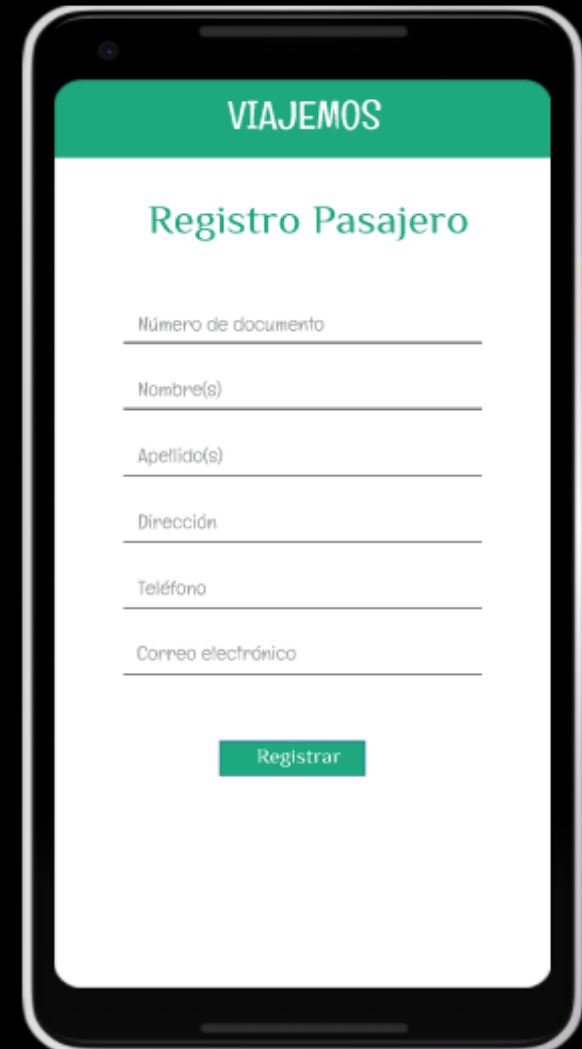 VIAJEMOS
Registro Pasajero
Número de documento
Nombre(s)
Apellido(s)
Dirección
Teléfono
Correo electrónico
Registrar